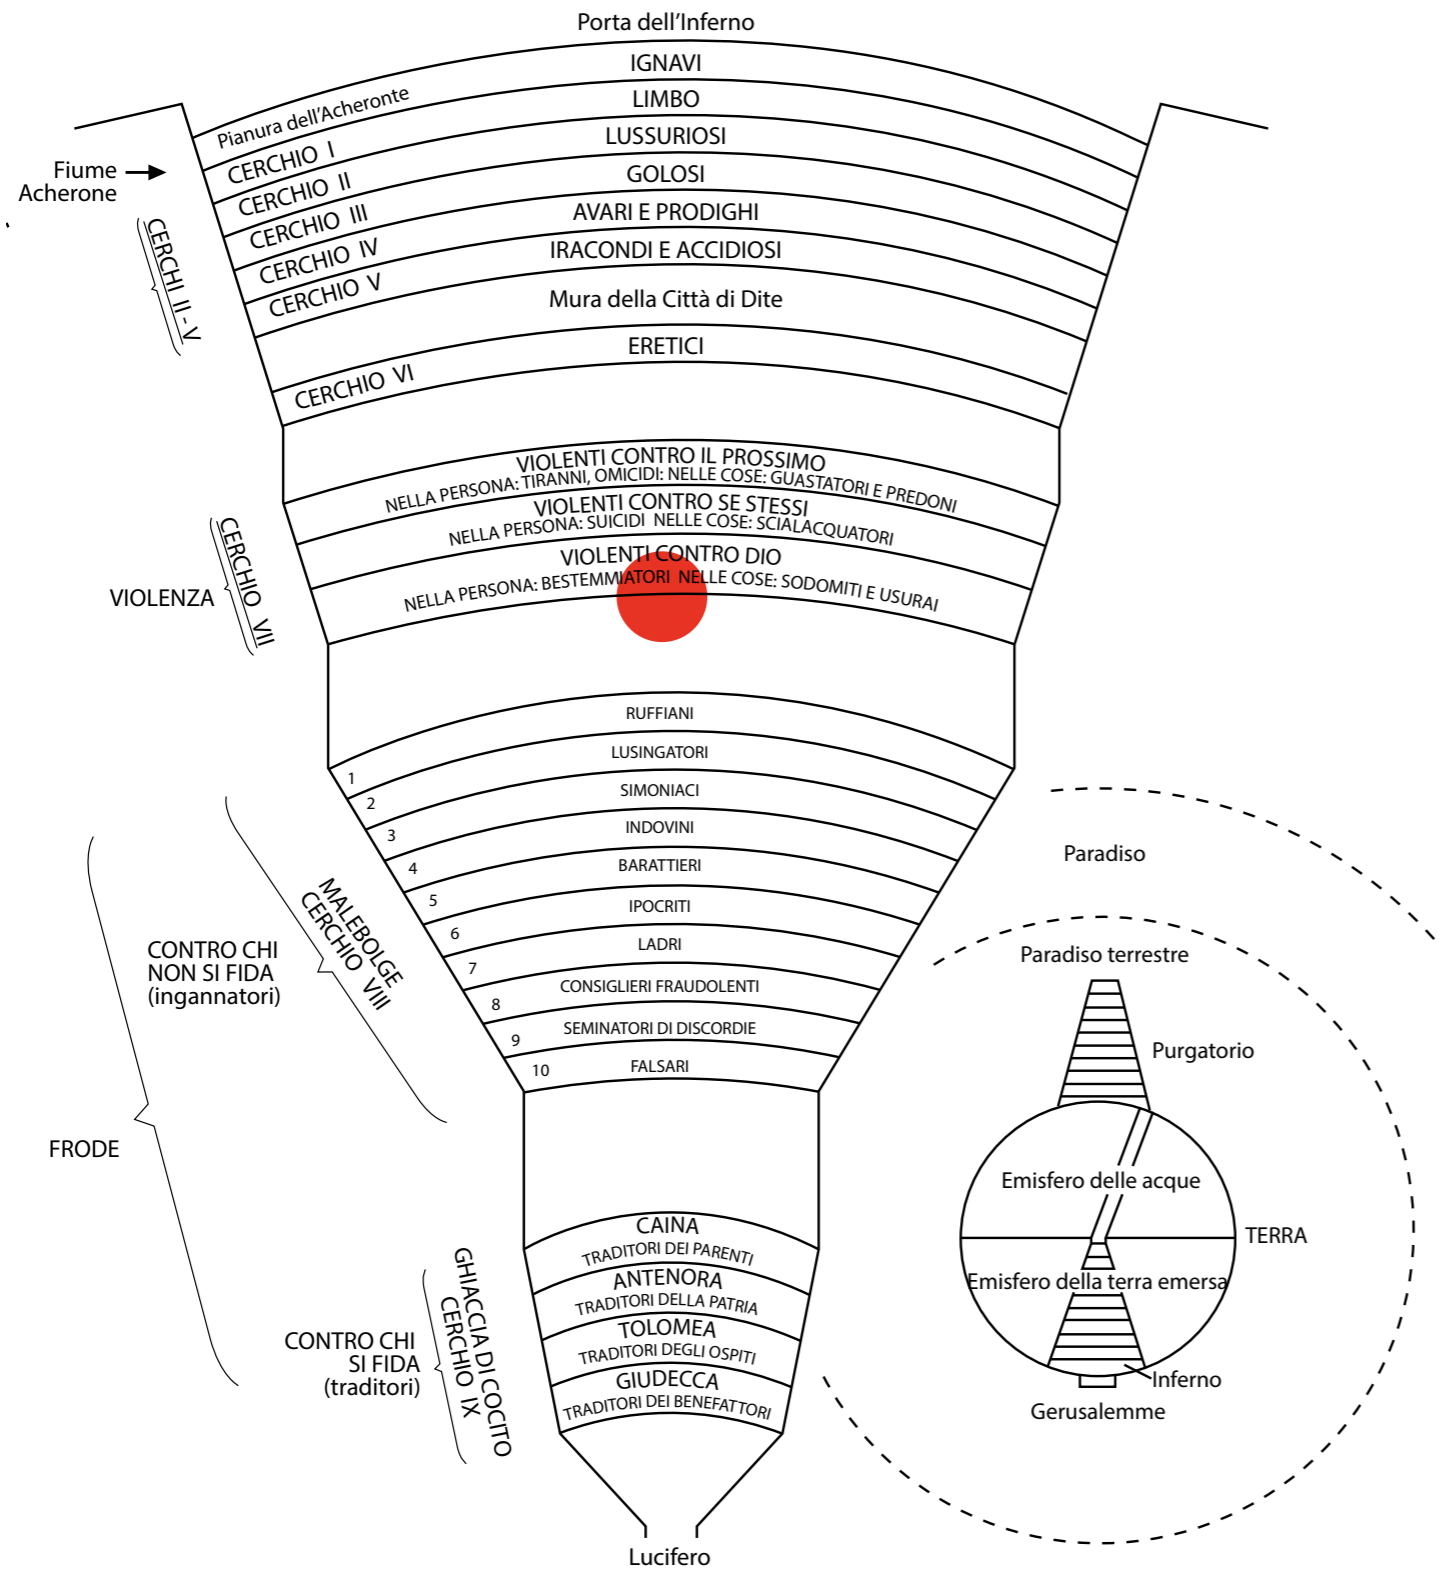 Porta dell'Inferno
IGNAVI
Pianura dell'Acheronte
LIMBO
CERCHIO I
Fiume
Acherone
LUSSURIOSI
CERCHIO II
GOLOSI
CERCHIO III
AVARI E PRODIGHI
CERCHIO IV
IRACONDI E ACCIDIOSI
CERCHIO V
CERCHI II - V
Mura della Città di Dite
ERETICI
CERCHIO VI
VIOLENTI CONTRO IL PROSSIMO
NELLA PERSONA: TIRANNI, OMICIDI: NELLE COSE: GUASTATORI E PREDONI
VIOLENTI CONTRO SE STESSI
NELLA PERSONA: SUICIDI NELLE COSE: SCIALACQUATORI
VIOLENTI CONTRO DIO
NELLA PERSONA: BESTEMMIATORI NELLE COSE: SODOMITI E USURAI
VIOLENZA
CERCHIO VII
RUFFIANI
1
LUSINGATORI
2
SIMONIACI
3
INDOVINI
4
BARATTIERI
5
IPOCRITI
6
LADRI
7
CONSIGLIERI FRAUDOLENTI
8
SEMINATORI DI DISCORDIE
9
FALSARI
10
MALEBOLGE
CERCHIO VIII
CONTRO CHI
NON SI FIDA
(ingannatori)
FRODE
CAINA
TRADITORI DEI PARENTI
ANTENORA
TRADITORI DELLA PATRIA
TOLOMEA
TRADITORI DEGLI OSPITI
GIUDECCA
TRADITORI DEI BENEFATTORI
GHIACCIA DI COCITO
CERCHIO IX
CONTRO CHI
SI FIDA
(traditori)
Lucifero
Paradiso
Paradiso terrestre
Purgatorio
Emisfero delle acque
TERRA
Emisfero della terra emersa
Inferno
Gerusalemme